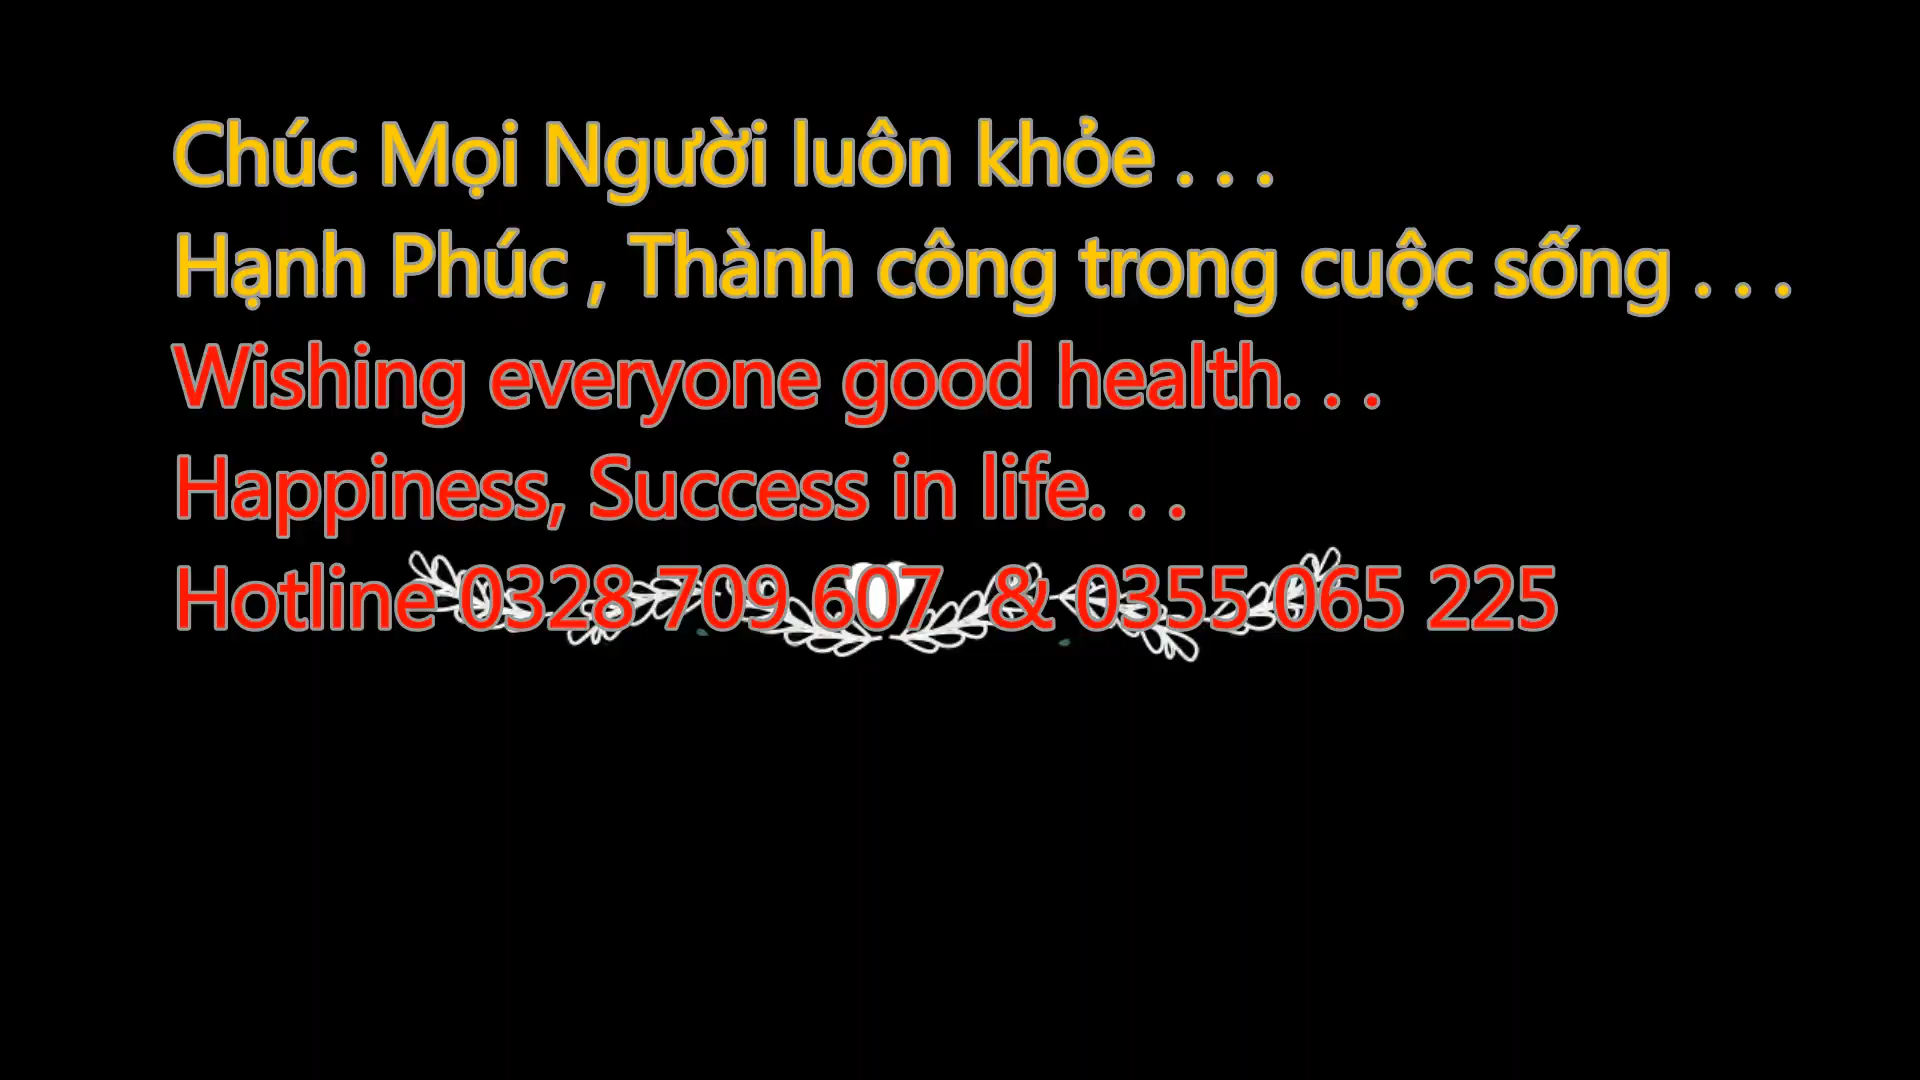 Chúc Mọi Người luôn khỏe . . .
Hạnh Phúc , Thành công trong cuộc sống . . .
Wishing everyone good health. . .
Happiness, Success in life. . .
Hotline 0328 709 607 & 0355 065 225